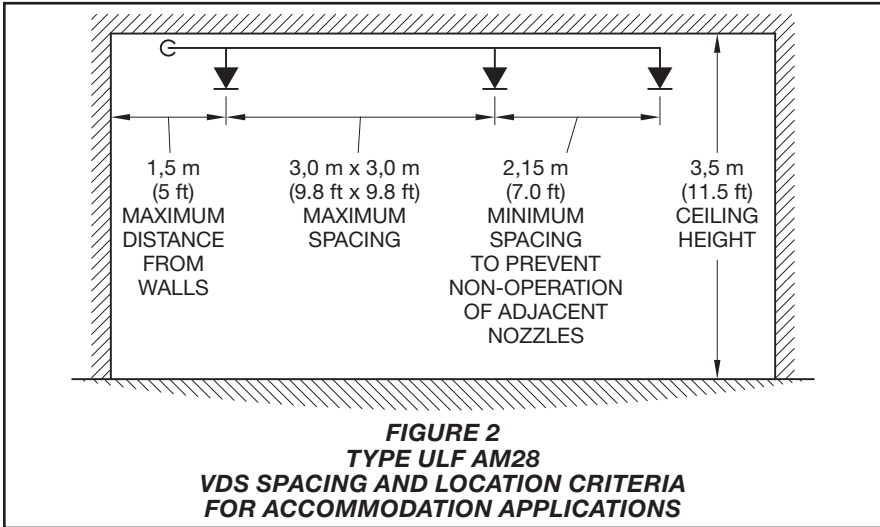 1,5 m
(5 ft)
MAXIMUM
DISTANCE
FROM
WALLS
3,0 m x 3,0 m
(9.8 ft x 9.8 ft)
MAXIMUM
SPACING
2,15 m
(7.0 ft)
MINIMUM
SPACING
TO PREVENT
NON-OPERATION
OF ADJACENT
NOZZLES
3,5 m
(11.5 ft)
CEILING
HEIGHT
FIGURE 2
TYPE ULF AM28
VDS SPACING AND LOCATION CRITERIA
FOR ACCOMMODATION APPLICATIONS